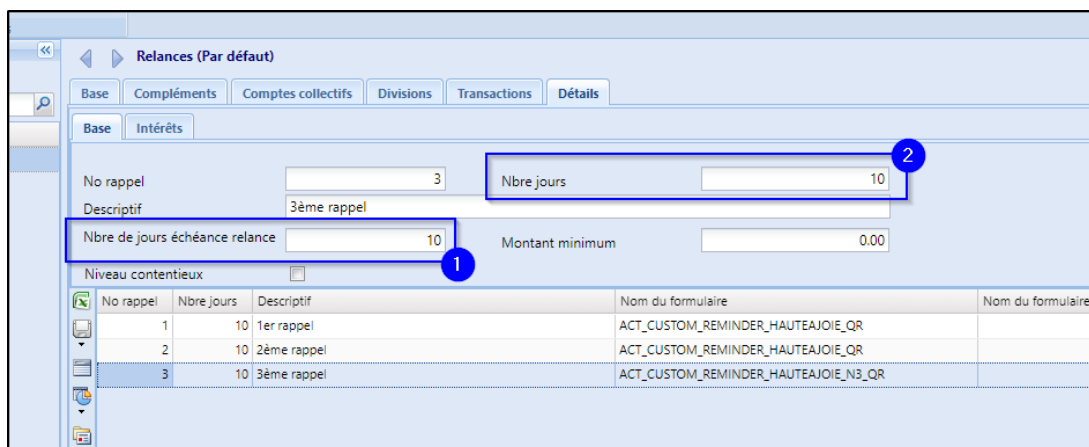 Relances (Par défaut)
Base Compléments Comptes collectifs Divisions Transactions Détails
Base Intérêts
2
No rappel 3 Nbre jours 10
Descriptif 3ème rappel
Nbre de jours échéance relance 10 Montant minimum 0.00
1
Niveau contentieux
No rappel Nbre jours Descriptif Nom du formulaire Nom du formulaire
1 10 1er rappel ACT_CUSTOM_REMINDER_HAUTEAJOIE_QR
2 10 2ème rappel ACT_CUSTOM_REMINDER_HAUTEAJOIE_QR
3 10 3ème rappel ACT_CUSTOM_REMINDER_HAUTEAJOIE_N3_QR